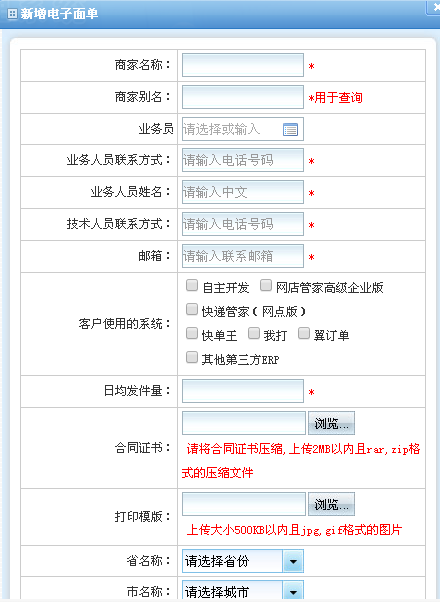 新增电子面单
商家名称： *
商家别名： *用于查询
业务员 请选择或输入
业务人员联系方式： 请输入电话号码 *
业务人员姓名： 请输入中文 *
技术人员联系方式： 请输入电话号码 *
邮箱： 请输入联系邮箱 *
客户使用的系统：
自主开发 网店管家高级企业版
快递管家（网点版）
快单王 我打 翼订单
其他第三方ERP
日均发件量： *
合同证书： 浏览...
请将合同证书压缩,上传2MB以内且rar,zip格
式的压缩文件
打印模版： 浏览...
上传大小500KB以内且jpg,gif格式的图片
省名称： 请选择省份
市名称： 请选择城市